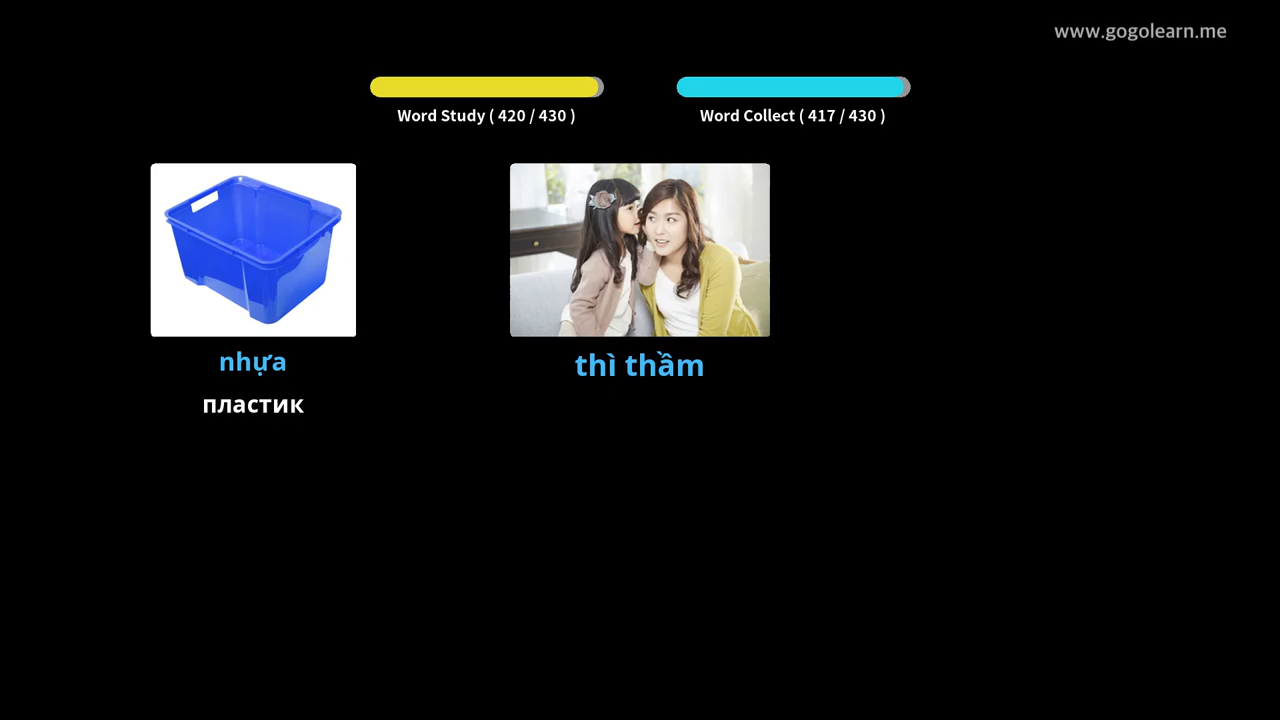 www.gogolearn.me
Word Study ( 420 / 430 )
Word Collect ( 417 / 430 )
nhựa
пластик
thì thầm